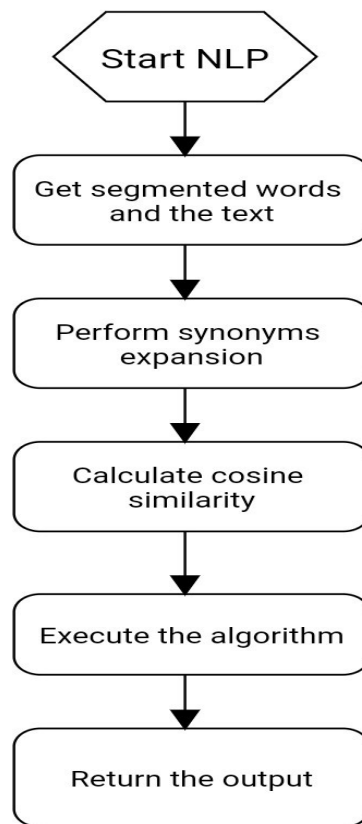 Start NLP
Get segmented words
and the text
Perform synonyms
expansion
Calculate cosine
similarity
Execute the algorithm
Return the output